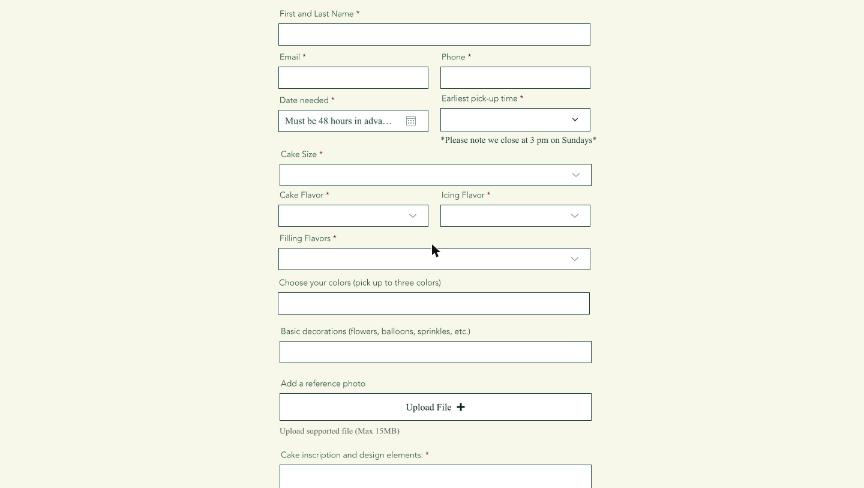 First and Last Name *
Email * Phone *
Date needed * Earliest pick-up time *
Must be 48 hours in adva...
*Please note we close at 3 pm on Sundays*
Cake Size *
Cake Flavor * Icing Flavor *
Filling Flavors *
Choose your colors (pick up to three colors)
Basic decorations (flowers, balloons, sprinkles, etc.)
Add a reference photo
Upload File +
Upload supported file (Max 15MB)
Cake inscription and design elements: *